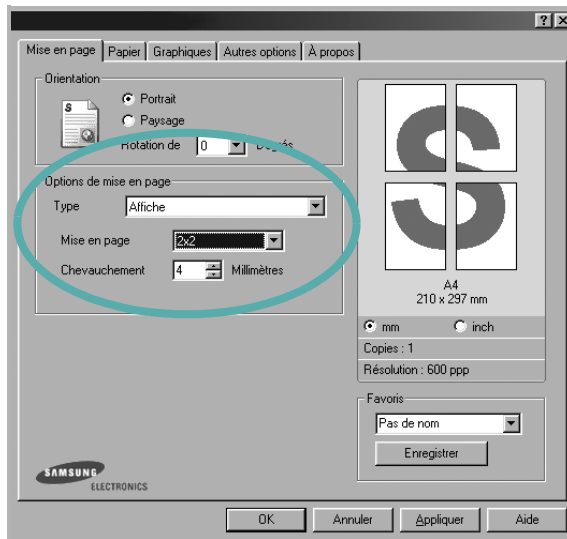 Mise en page
Papier
Graphiques
Autres options
À propos
Orientation
S
Portrait
Paysage
Rotation de
0
Degrés
Options de mise en page
Type
Affiche
Mise en page
2x2
Chevauchement
4
Millimètres
S
A4
210 x 297 mm
mm
inch
Copies : 1
Résolution : 600 ppp
Favoris
Pas de nom
Enregistrer
SAMSUNG
ELECTRONICS
OK
Annuler
Appliquer
Aide